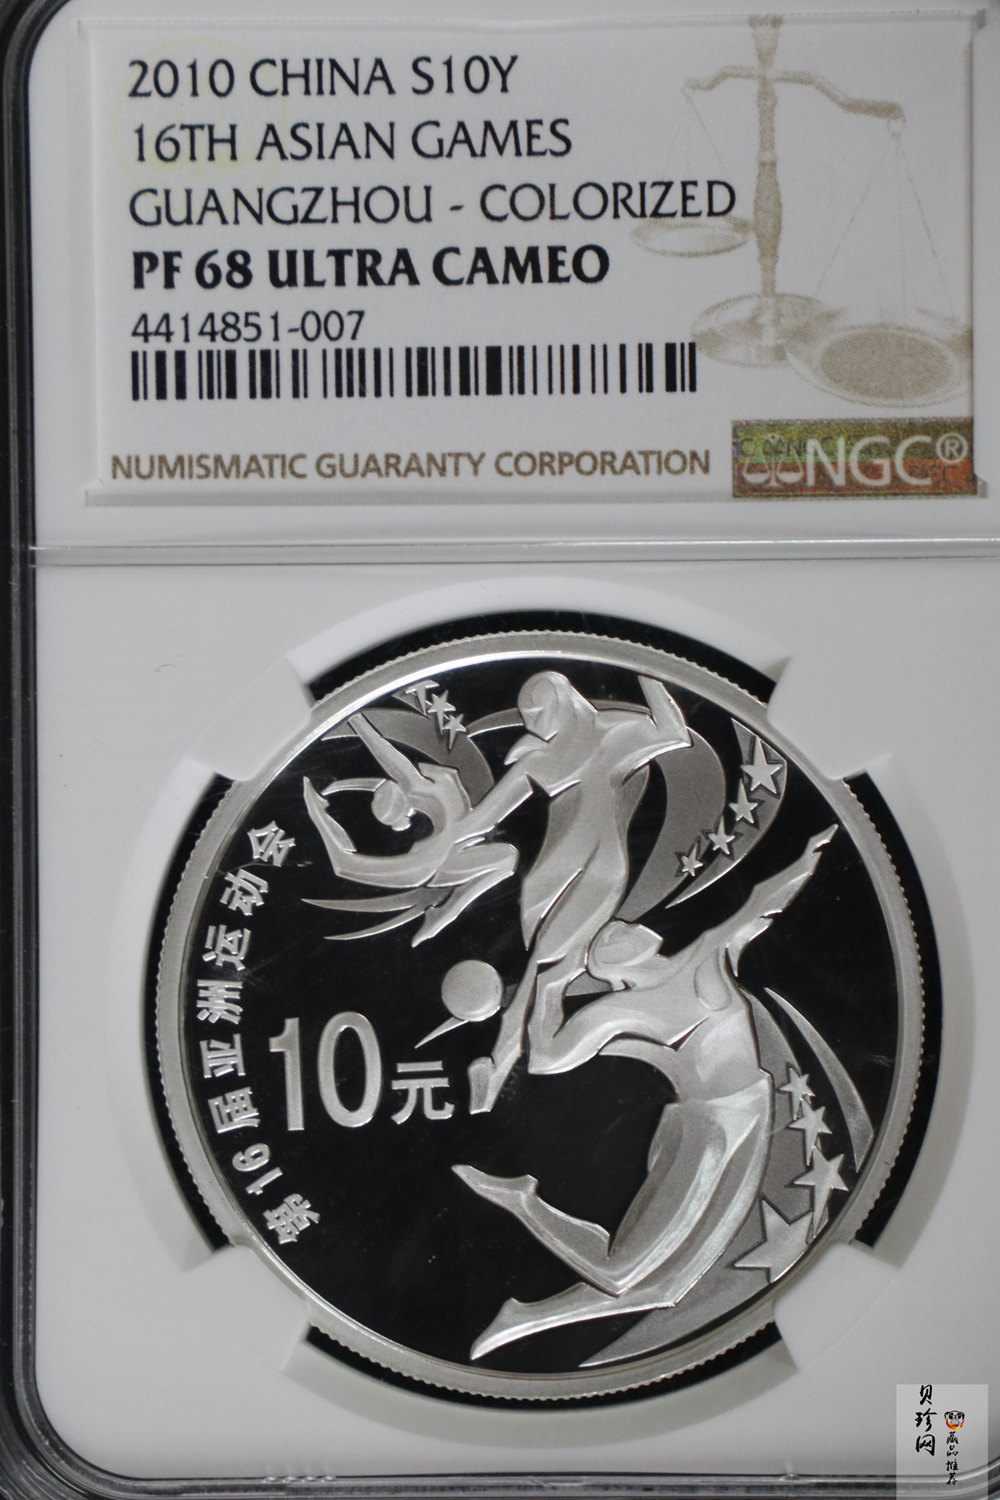 2010 CHINA S10Y
16TH ASIAN GAMES
GUANGZHOU - COLORIZED
PF 68 ULTRA CAMEO
4414851-007
NUMISMATIC GUARANTY CORPORATION
NGC®
第16届亚洲运动会
10元
贝珍网
藏品推荐